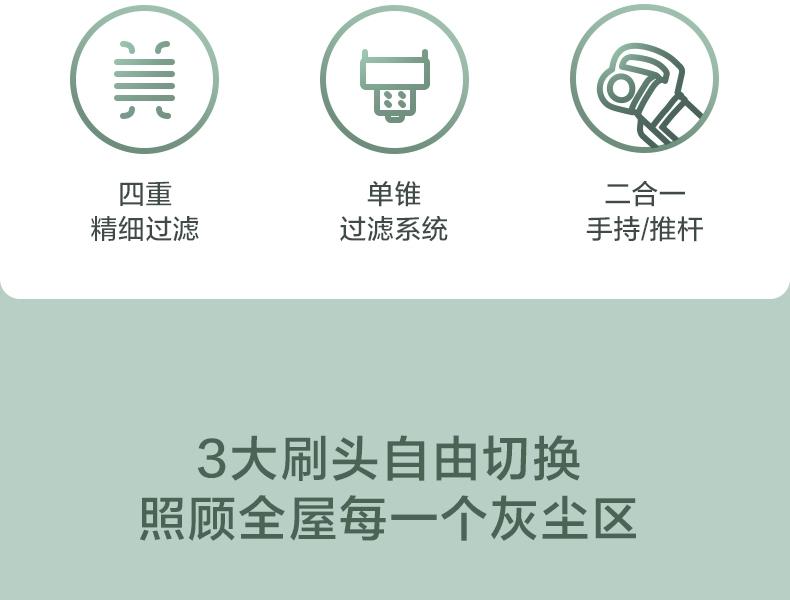 四重
精细过滤
单锥
过滤系统
二合一
手持/推杆
3大刷头自由切换
照顾全屋每一个灰尘区